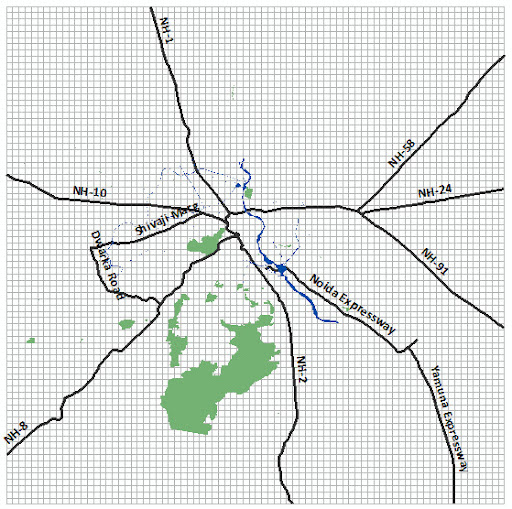 NH-1
NH-58
NH-10
NH-24
Shivaji-Marg
Dwarka Road
NH-91
Noida Expressway
NH-2
Yamuna Expressway
NH-8